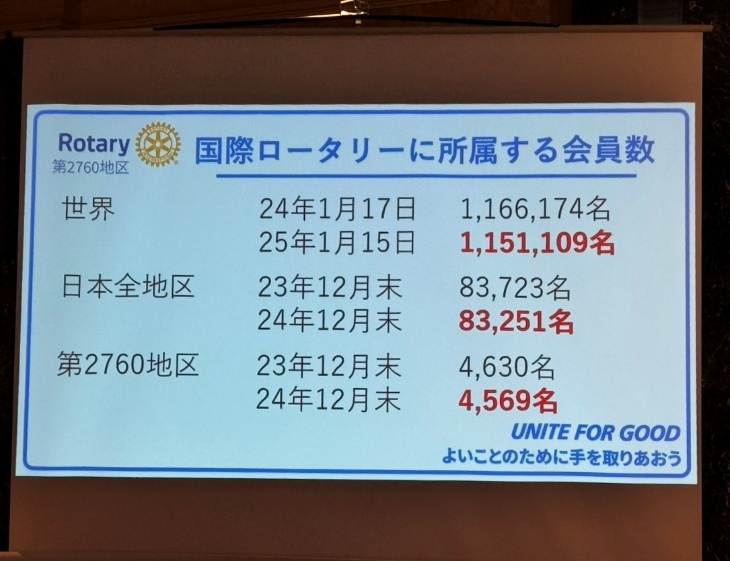 Rotary
第2760地区
国際ロータリーに所属する会員数
世界 24年1月17日 1,166,174名
25年1月15日 1,151,109名
日本全地区 23年12月末 83,723名
24年12月末 83,251名
第2760地区 23年12月末 4,630名
24年12月末 4,569名
UNITE FOR GOOD
よいことのために手を取りあおう